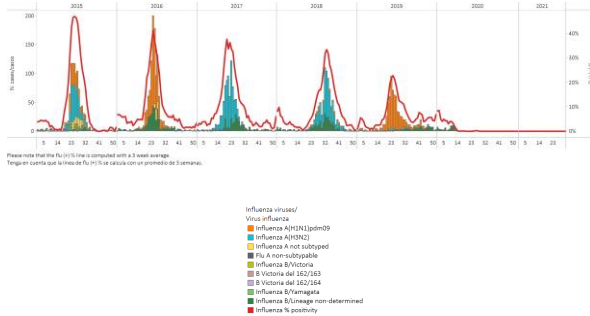 2015 2016 2017 2018 2019 2020 2021
200
150
100
50
0
40%
30%
20%
10%
0%
5 14 23 32 41 50 5 14 23 32 41 50 5 14 23 32 41 50 5 14 23 32 41 50 5 14 23 32 41 50 5 14 23 32 41 50 5 14 23
Please note that the flu (+) % line is computed with a 3 week average.
Tenga en cuenta que la línea de flu (+) % se calcula con un promedio de 3 semanas.
Influenza viruses/
Virus influenza
Influenza A(H1N1)pdm09
Influenza A(H3N2)
Influenza A not subtyped
Flu A non-subtypable
Influenza B/Victoria
B Victoria del 162/163
B Victoria del 162/164
Influenza B/Yamagata
Influenza B/Lineage non-determined
Influenza % positivity